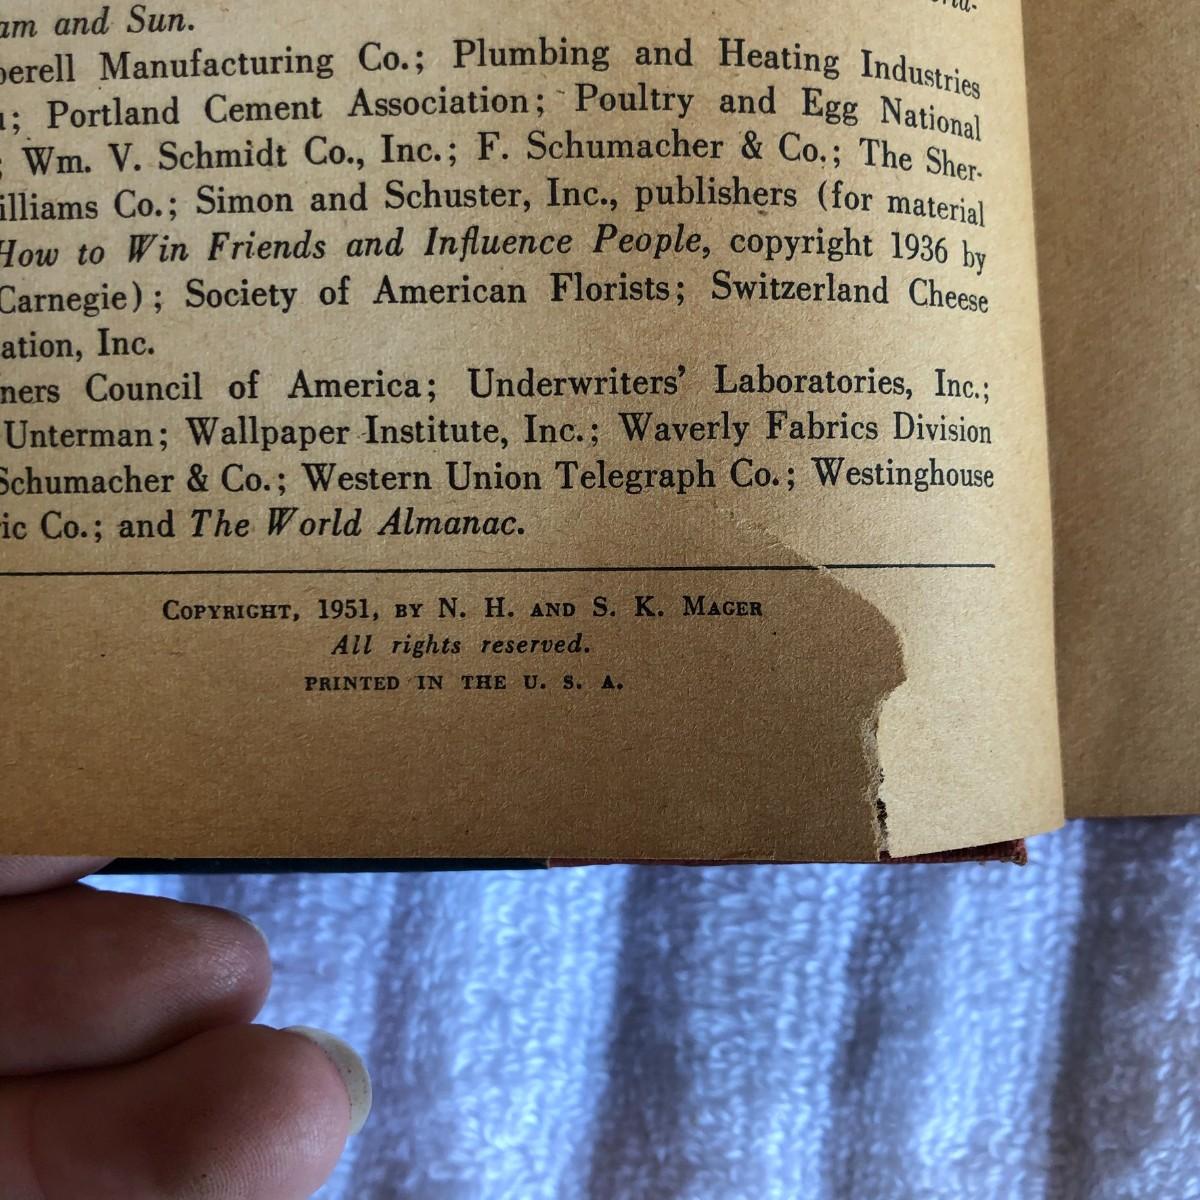 am and Sun.
perell Manufacturing Co.; Plumbing and Heating Industries
; Portland Cement Association; Poultry and Egg National
; Wm. V. Schmidt Co., Inc.; F. Schumacher & Co.; The Sher-
illiams Co.; Simon and Schuster, Inc., publishers (for material
How to Win Friends and Influence People, copyright 1936 by
Carnegie); Society of American Florists; Switzerland Cheese
ation, Inc.
ners Council of America; Underwriters' Laboratories, Inc.;
Unterman; Wallpaper Institute, Inc.; Waverly Fabrics Division
Schumacher & Co.; Western Union Telegraph Co.; Westinghouse
ic Co.; and The World Almanac.
COPYRIGHT, 1951, BY N. H. AND S. K. MAGER
All rights reserved.
PRINTED IN THE U. S. A.